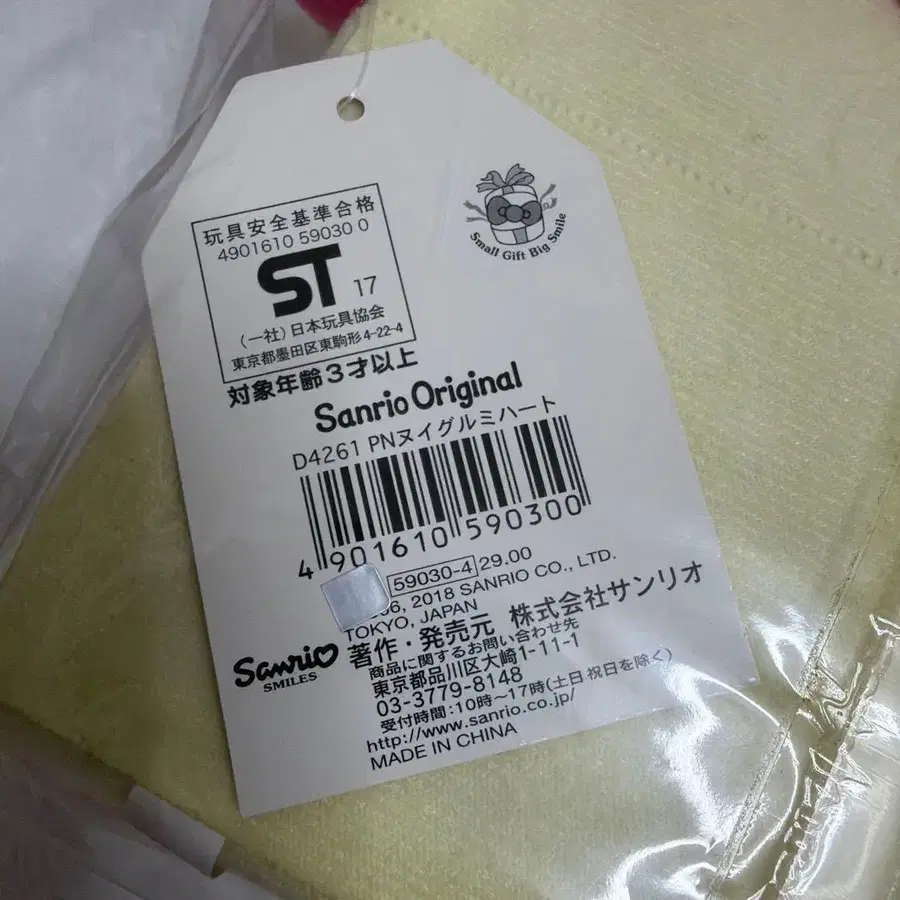 玩具安全基準合格
4901610 59030 0
ST 17
(一社)日本玩具協会
東京都墨田区東駒形4-22-4
対象年齢3才以上
Small Gift Big Smile
Sanrio Original
D4261 PNヌイグルミハート
4 901610 590300
59030-4 29.00
6, 2018 SANRIO CO., LTD.
TOKYO, JAPAN
Sanrio
SMILES
著作・発売元 株式会社サンリオ
商品に関するお問い合わせ先
東京都品川区大崎1-11-1
03-3779-8148
受付時間:10時~17時(土日祝日を除く)
http://www.sanrio.co.jp/
MADE IN CHINA